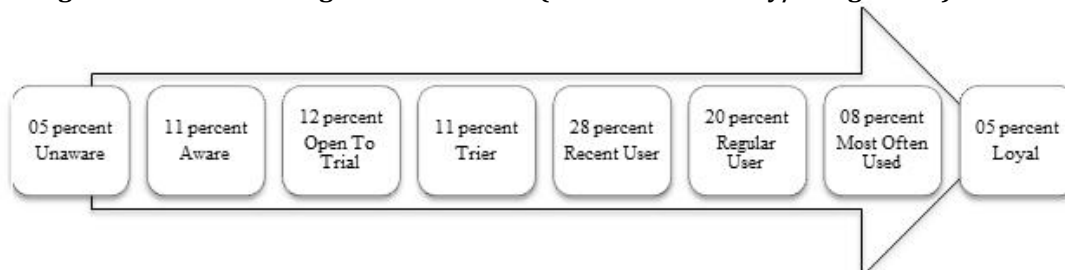 05 percent
Unaware
11 percent
Aware
12 percent
Open To
Trial
11 percent
Trier
28 percent
Recent User
20 percent
Regular
User
08 percent
Most Often
Used
05 percent
Loyal